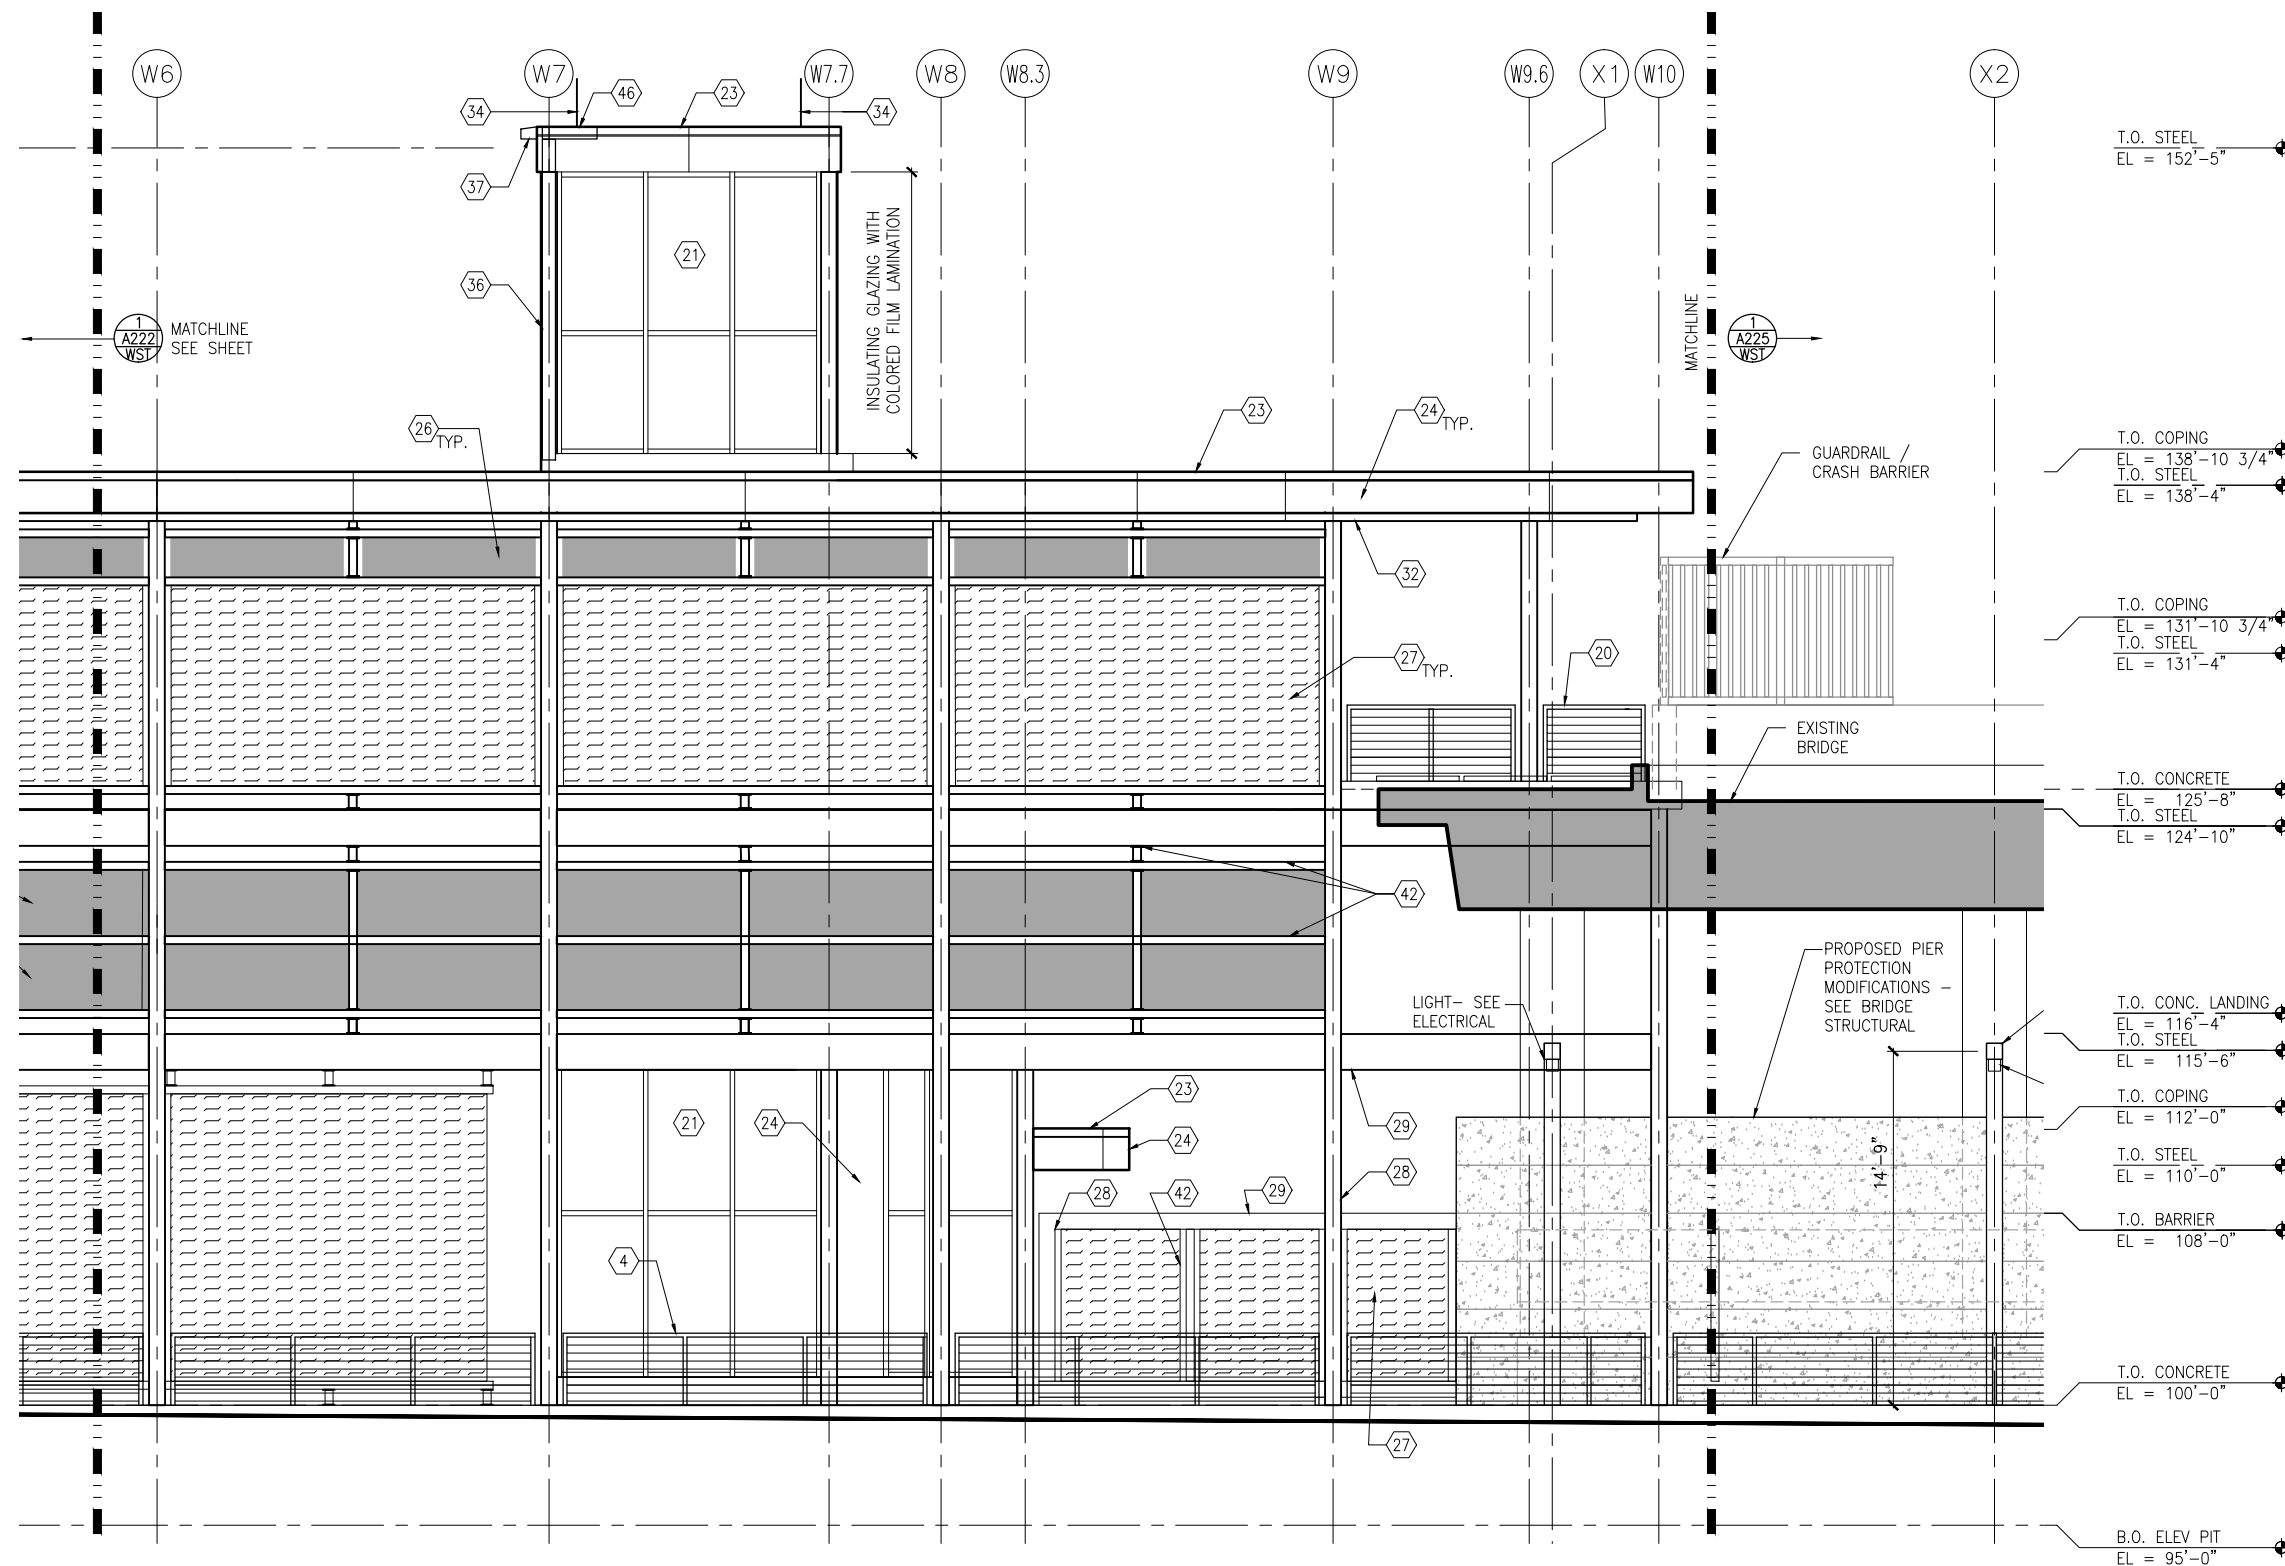 W6
W7
W7.7
W8
W8.3
W9
W9.6
X1
W10
X2
34
46
23
34
37
21
36
INSULATING GLAZING WITH
COLORED FILM LAMINATION
1
A222
WST
MATCHLINE
SEE SHEET
MATCHLINE
1
A225
WST
26
TYP.
23
24
TYP.
GUARDRAIL /
CRASH BARRIER
32
27
TYP.
20
EXISTING
BRIDGE
42
PROPOSED PIER
PROTECTION
MODIFICATIONS –
SEE BRIDGE
STRUCTURAL
LIGHT– SEE
ELECTRICAL
21
24
23
24
29
28
28
42
29
14'–9"
4
27
T.O. STEEL
EL = 152'–5"
T.O. COPING
EL = 138'–10 3/4"
T.O. STEEL
EL = 138'–4"
T.O. COPING
EL = 131'–10 3/4"
T.O. STEEL
EL = 131'–4"
T.O. CONCRETE
EL = 125'–8"
T.O. STEEL
EL = 124'–10"
T.O. CONC. LANDING
EL = 116'–4"
T.O. STEEL
EL = 115'–6"
T.O. COPING
EL = 112'–0"
T.O. STEEL
EL = 110'–0"
T.O. BARRIER
EL = 108'–0"
T.O. CONCRETE
EL = 100'–0"
B.O. ELEV PIT
EL = 95'–0"